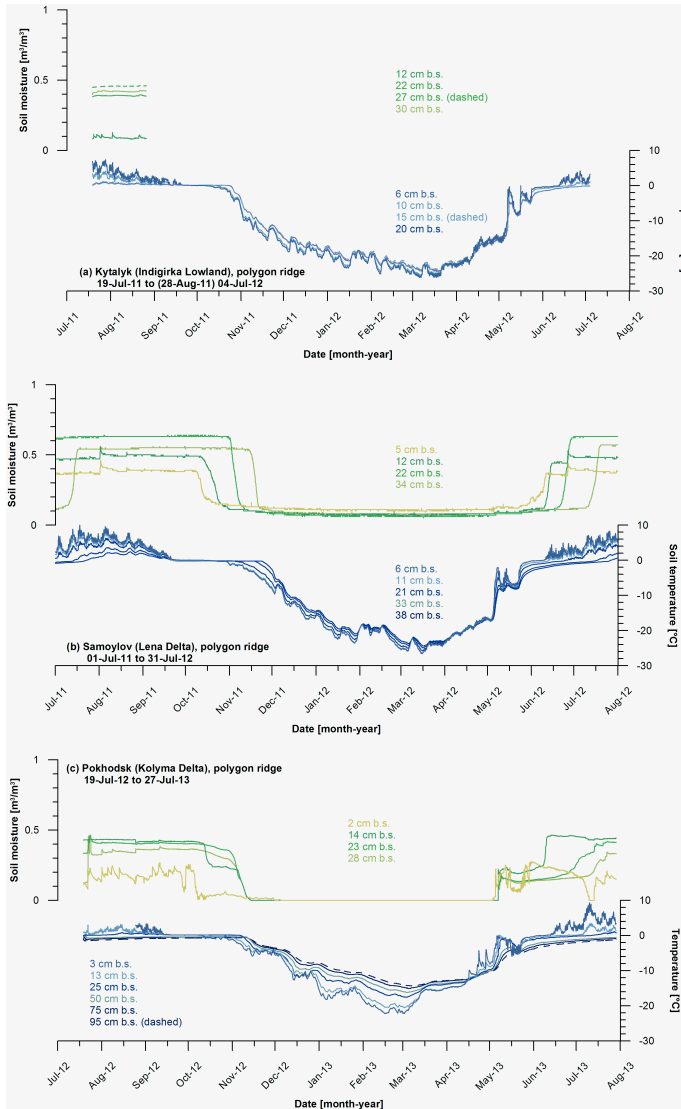 1
Soil moisture [m³/m³]
0.5
0
12 cm b.s.
22 cm b.s.
27 cm b.s. (dashed)
30 cm b.s.
10
0
-10
-20
-30
6 cm b.s.
10 cm b.s.
15 cm b.s. (dashed)
20 cm b.s.
(a) Kytalyk (Indigirka Lowland), polygon ridge
19-Jul-11 to (28-Aug-11) 04-Jul-12
Jul-11 Aug-11 Sep-11 Oct-11 Nov-11 Dec-11 Jan-12 Feb-12 Mar-12 Apr-12 May-12 Jun-12 Jul-12 Aug-12
Date [month-year]
1
Soil moisture [m³/m³]
0.5
0
5 cm b.s.
12 cm b.s.
22 cm b.s.
34 cm b.s.
10
0
-10
-20
-30
Soil temperature [°C]
6 cm b.s.
11 cm b.s.
21 cm b.s.
33 cm b.s.
38 cm b.s.
(b) Samoylov (Lena Delta), polygon ridge
01-Jul-11 to 31-Jul-12
Jul-11 Aug-11 Sep-11 Oct-11 Nov-11 Dec-11 Jan-12 Feb-12 Mar-12 Apr-12 May-12 Jun-12 Jul-12 Aug-12
Date [month-year]
1
(c) Pokhodsk (Kolyma Delta), polygon ridge
19-Jul-12 to 27-Jul-13
Soil moisture [m³/m³]
0.5
0
2 cm b.s.
14 cm b.s.
23 cm b.s.
28 cm b.s.
10
0
-10
-20
-30
Temperature [°C]
3 cm b.s.
13 cm b.s.
25 cm b.s.
50 cm b.s.
75 cm b.s.
95 cm b.s. (dashed)
Jul-12 Aug-12 Sep-12 Oct-12 Nov-12 Dec-12 Jan-13 Feb-13 Mar-13 Apr-13 May-13 Jun-13 Jul-13 Aug-13
Date [month-year]